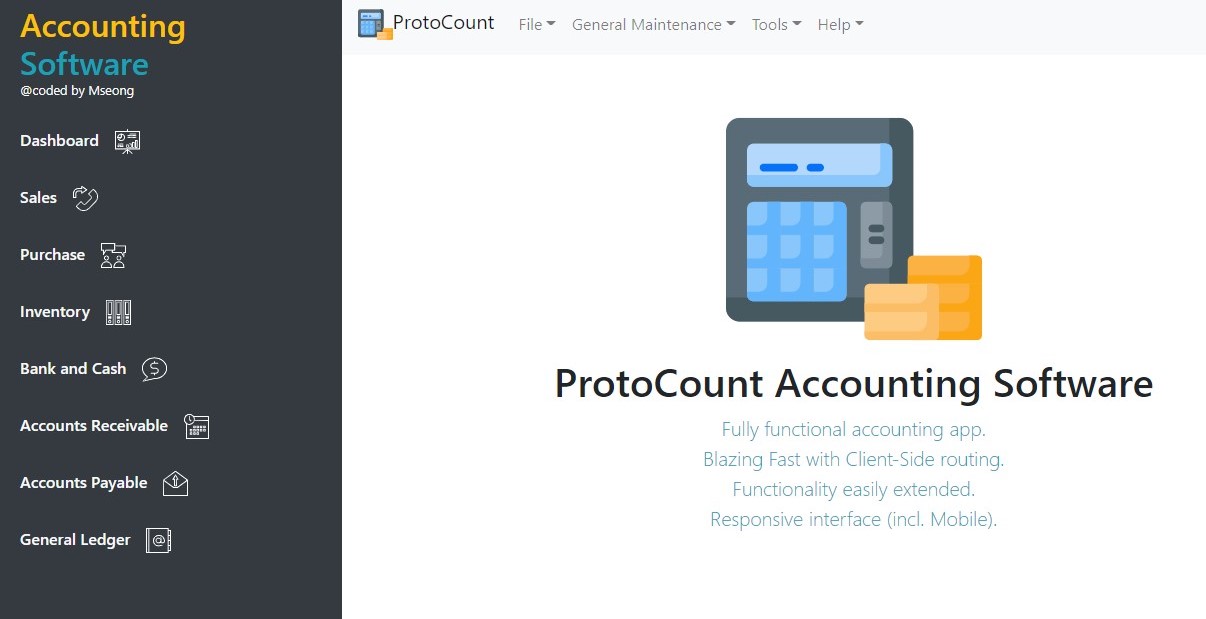 Accounting
Software
@coded by Mseong
Dashboard
Sales
Purchase
Inventory
Bank and Cash
Accounts Receivable
Accounts Payable
General Ledger
ProtoCount File General Maintenance Tools Help
ProtoCount Accounting Software
Fully functional accounting app.
Blazing Fast with Client-Side routing.
Functionality easily extended.
Responsive interface (incl. Mobile).